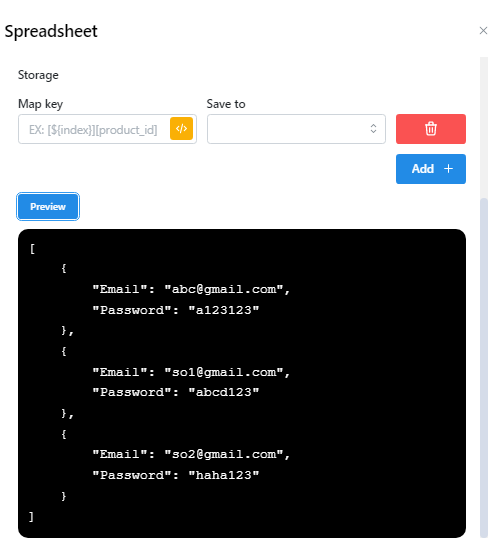 Spreadsheet
Storage
Map key Save to
EX: [${index}][product_id] </>
Add +
Preview
[
    {
        "Email": "abc@gmail.com",
        "Password": "a123123"
    },
    {
        "Email": "so1@gmail.com",
        "Password": "abcd123"
    },
    {
        "Email": "so2@gmail.com",
        "Password": "haha123"
    }
]